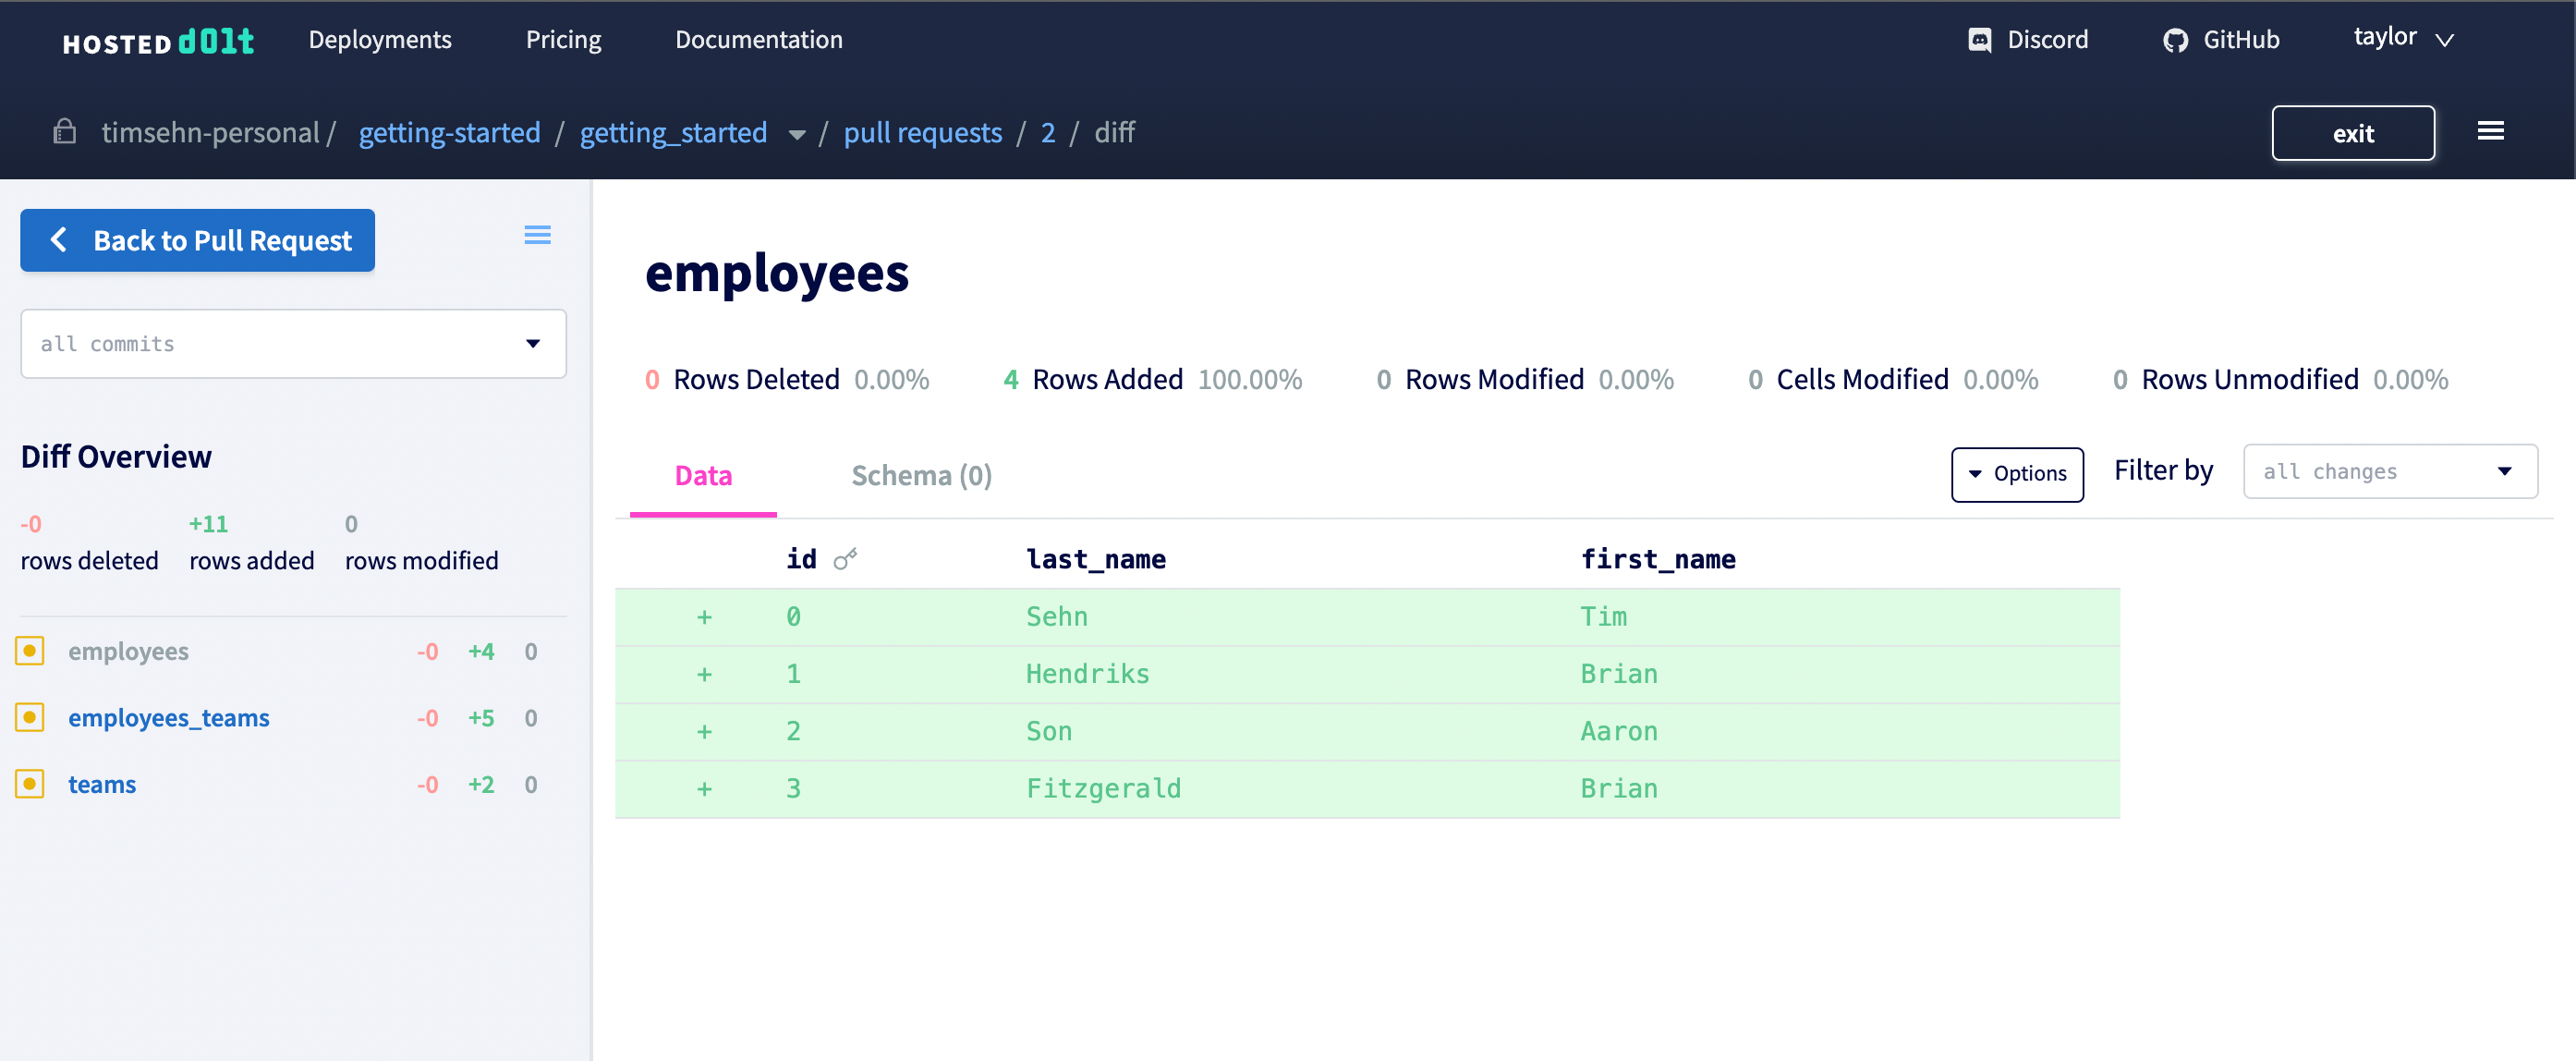 HOSTED dolt Deployments Pricing Documentation Discord GitHub taylor
timsehn-personal / getting-started / getting_started / pull requests / 2 / diff exit
Back to Pull Request
all commits
Diff Overview
-0 +11 0
rows deleted rows added rows modified
employees -0 +4 0
employees_teams -0 +5 0
teams -0 +2 0
employees
0 Rows Deleted 0.00% 4 Rows Added 100.00% 0 Rows Modified 0.00% 0 Cells Modified 0.00% 0 Rows Unmodified 0.00%
Data Schema (0) Options Filter by all changes
id last_name first_name
+ 0 Sehn Tim
+ 1 Hendriks Brian
+ 2 Son Aaron
+ 3 Fitzgerald Brian